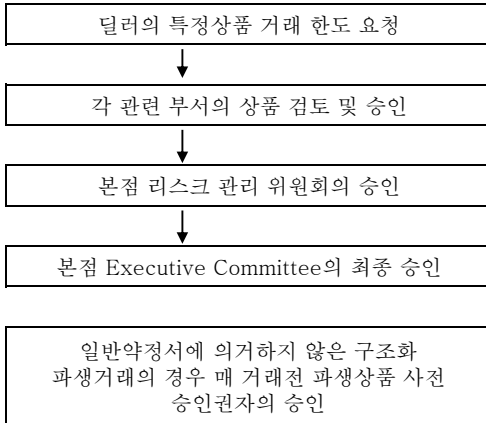 딜러의 특정상품 거래 한도 요청
각 관련 부서의 상품 검토 및 승인
본점 리스크 관리 위원회의 승인
본점 Executive Committee의 최종 승인
일반약정서에 의거하지 않은 구조화
파생거래의 경우 매 거래전 파생상품 사전
승인권자의 승인